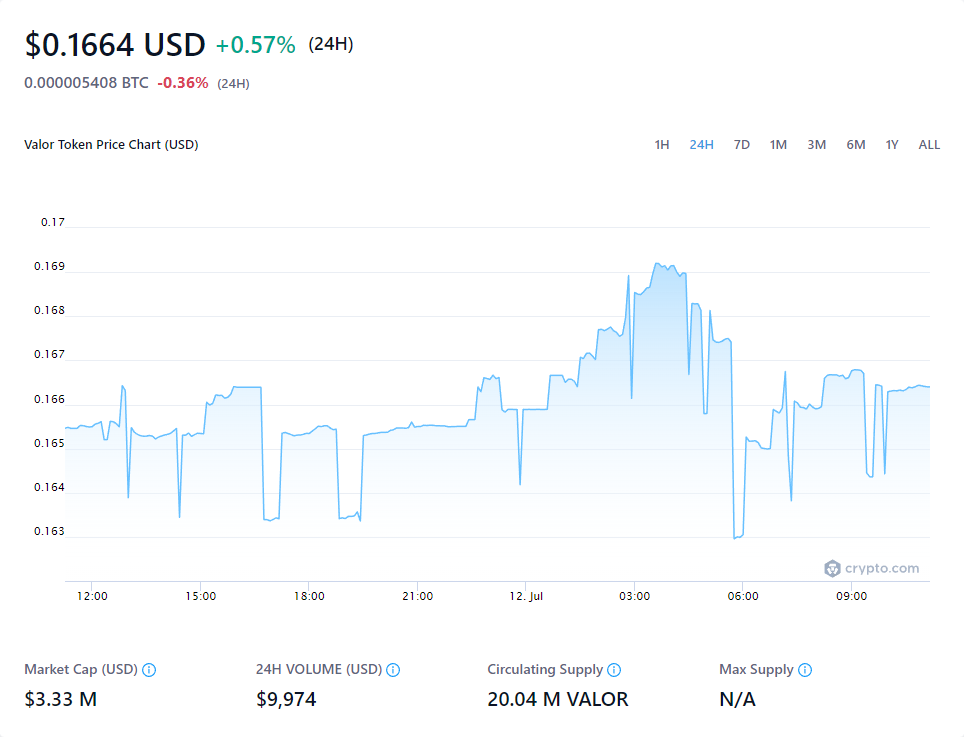 $0.1664 USD +0.57% (24H)
0.000005408 BTC -0.36% (24H)
Valor Token Price Chart (USD)
1H 24H 7D 1M 3M 6M 1Y ALL
0.17
0.169
0.168
0.167
0.166
0.165
0.164
0.163
crypto.com
12:00 15:00 18:00 21:00 12. Jul 03:00 06:00 09:00
Market Cap (USD) 24H VOLUME (USD) Circulating Supply Max Supply
$3.33 M $9,974 20.04 M VALOR N/A